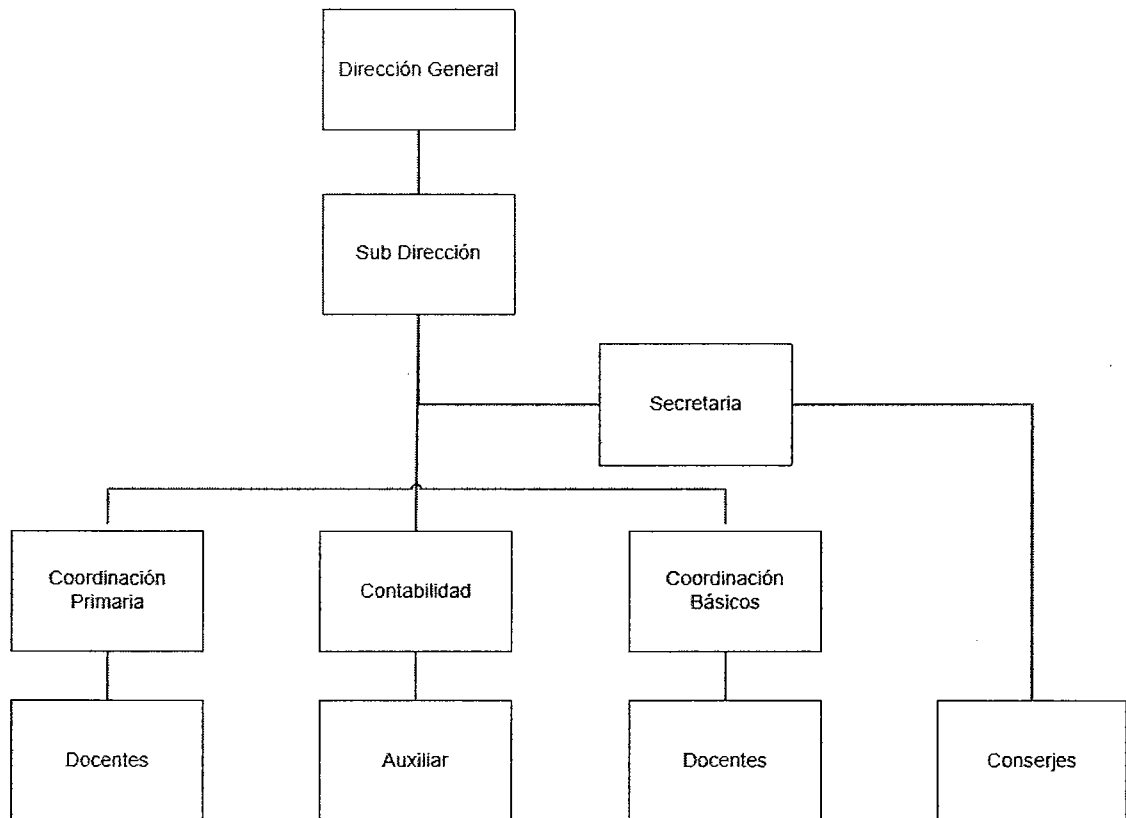 Dirección General
Sub Dirección
Secretaria
Coordinación
Primaria
Contabilidad
Coordinación
Básicos
Docentes
Auxiliar
Docentes
Conserjes